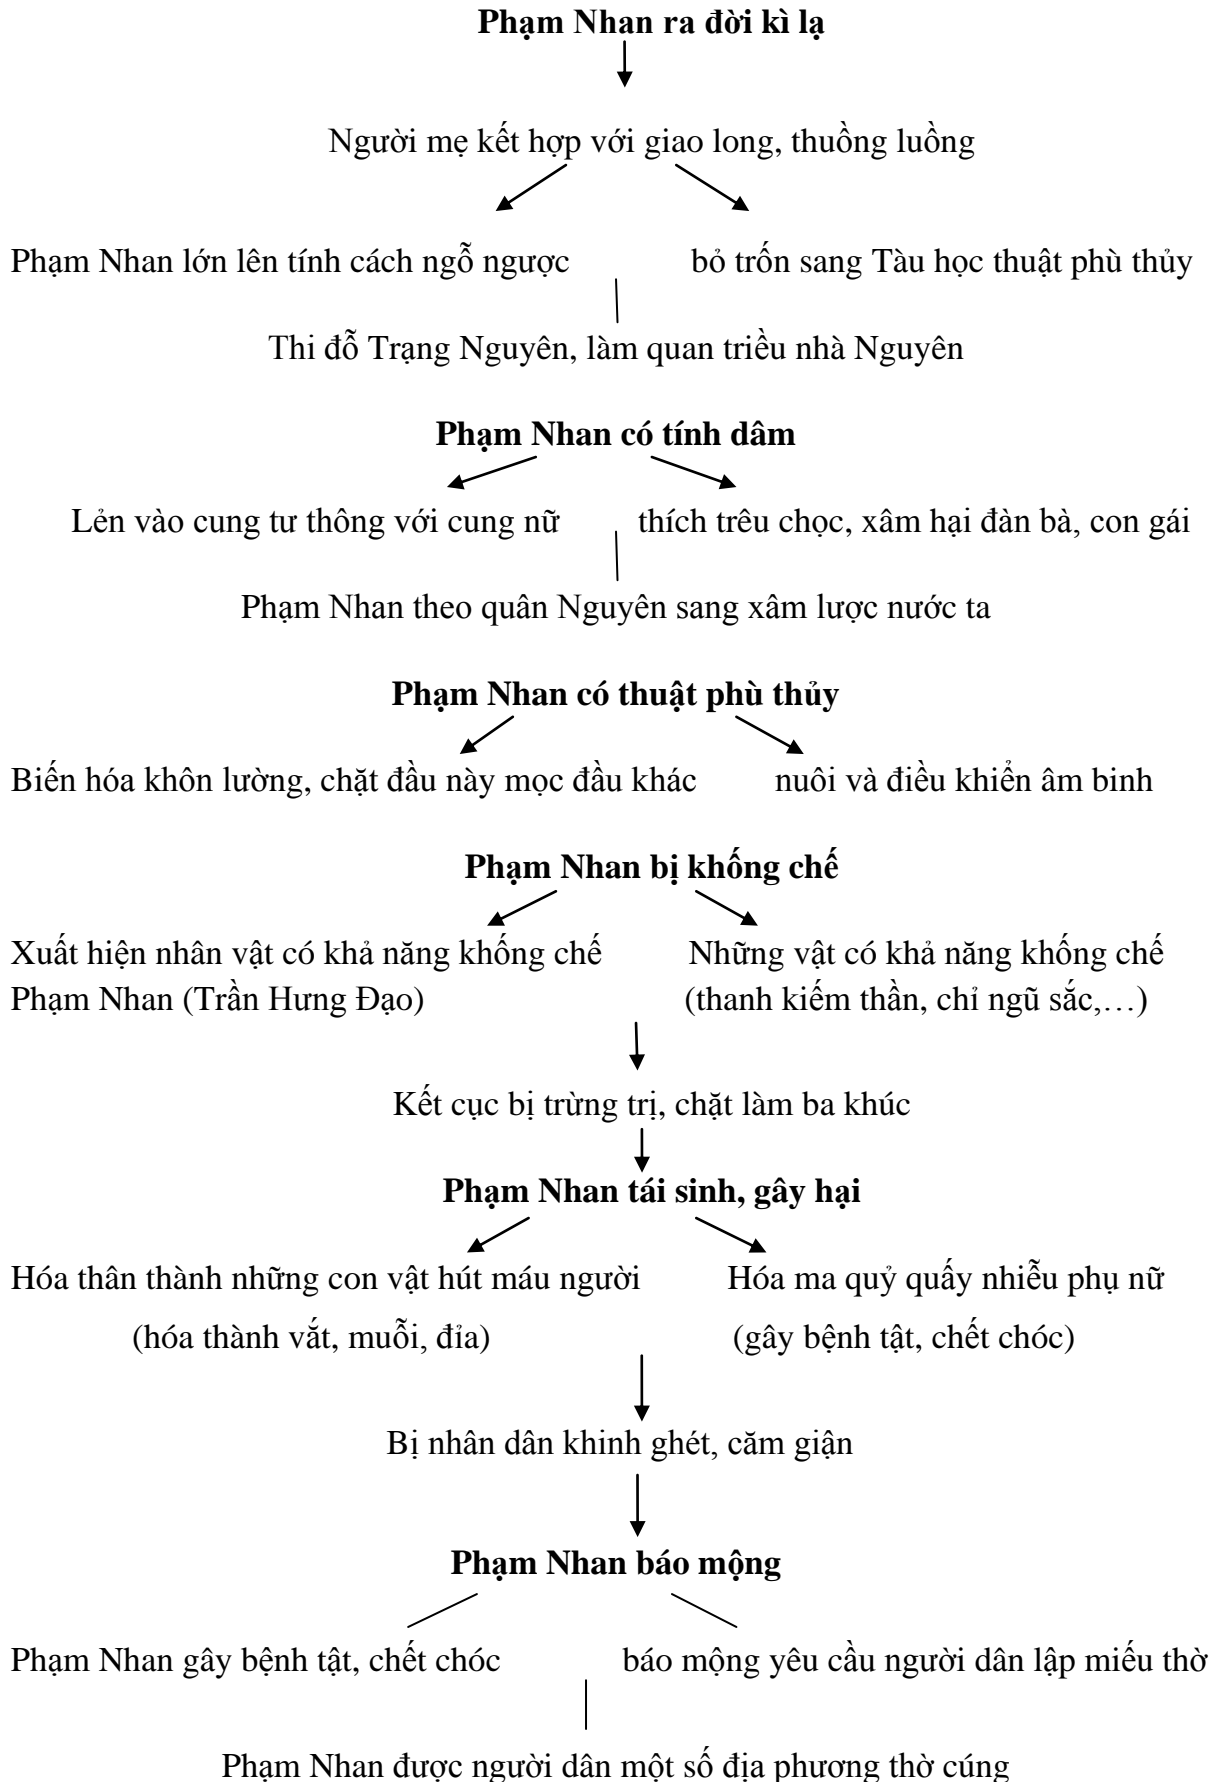 Phạm Nhan ra đời kì lạ
Người mẹ kết hợp với giao long, thuồng luồng
Phạm Nhan lớn lên tính cách ngỗ ngược bỏ trốn sang Tàu học thuật phù thủy
Thi đỗ Trạng Nguyên, làm quan triều nhà Nguyên
Phạm Nhan có tính dâm
Lẻn vào cung tư thông với cung nữ thích trêu chọc, xâm hại đàn bà, con gái
Phạm Nhan theo quân Nguyên sang xâm lược nước ta
Phạm Nhan có thuật phù thủy
Biến hóa khôn lường, chặt đầu này mọc đầu khác nuôi và điều khiển âm binh
Phạm Nhan bị khống chế
Xuất hiện nhân vật có khả năng khống chế Những vật có khả năng khống chế
Phạm Nhan (Trần Hưng Đạo) (thanh kiếm thần, chỉ ngũ sắc,…)
Kết cục bị trừng trị, chặt làm ba khúc
Phạm Nhan tái sinh, gây hại
Hóa thân thành những con vật hút máu người Hóa ma quỷ quấy nhiễu phụ nữ
(hóa thành vắt, muỗi, đỉa) (gây bệnh tật, chết chóc)
Bị nhân dân khinh ghét, căm giận
Phạm Nhan báo mộng
Phạm Nhan gây bệnh tật, chết chóc báo mộng yêu cầu người dân lập miếu thờ
Phạm Nhan được người dân một số địa phương thờ cúng